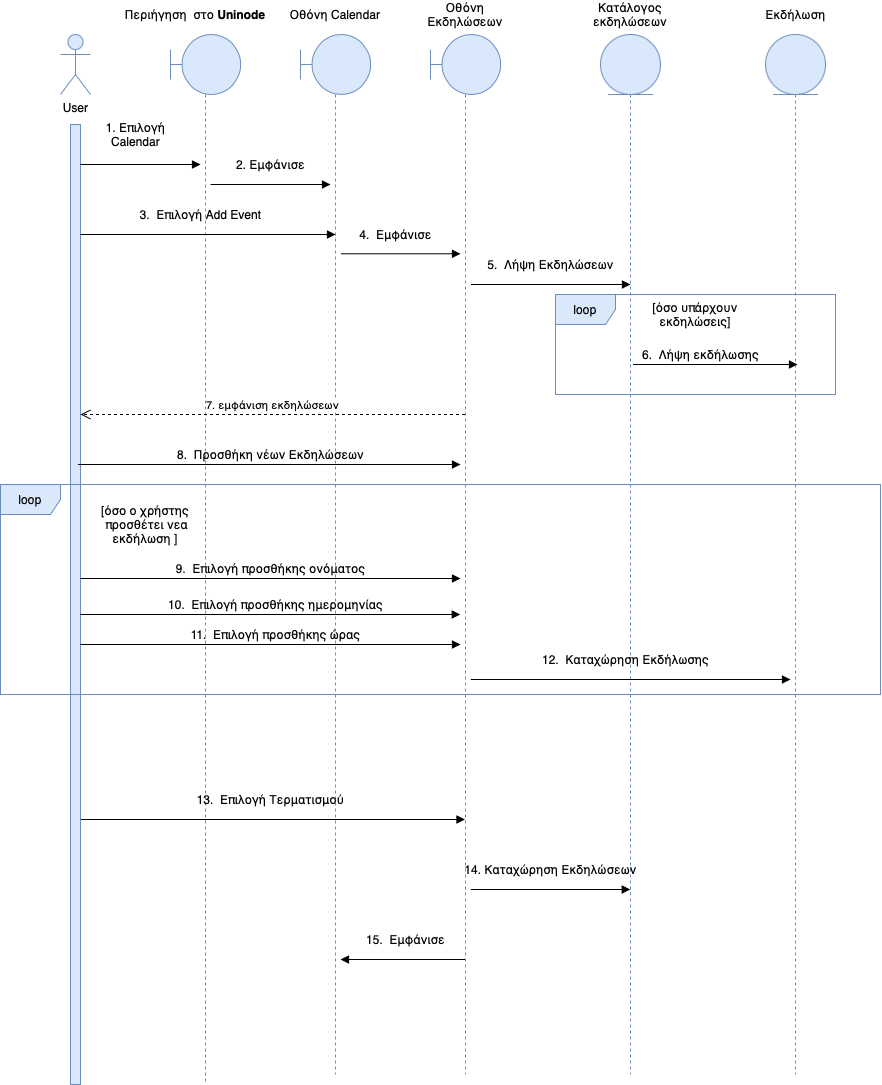 Περιήγηση στο Uninode
Οθόνη Calendar
Οθόνη
Εκδηλώσεων
Κατάλογος
εκδηλώσεων
Εκδήλωση
User
1. Επιλογή
Calendar
2. Εμφάνισε
3. Επιλογή Add Event
4. Εμφάνισε
5. Λήψη Εκδηλώσεων
loop
[όσο υπάρχουν
εκδηλώσεις]
6. Λήψη εκδήλωσης
7. εμφάνιση εκδηλώσεων
8. Προσθήκη νέων Εκδηλώσεων
loop
[όσο ο χρήστης
προσθέτει νεα
εκδήλωση ]
9. Επιλογή προσθήκης ονόματος
10. Επιλογή προσθήκης ημερομηνίας
11. Επιλογή προσθήκης ώρας
12. Καταχώρηση Εκδήλωσης
13. Επιλογή Τερματισμού
14. Καταχώρηση Εκδηλώσεων
15. Εμφάνισε